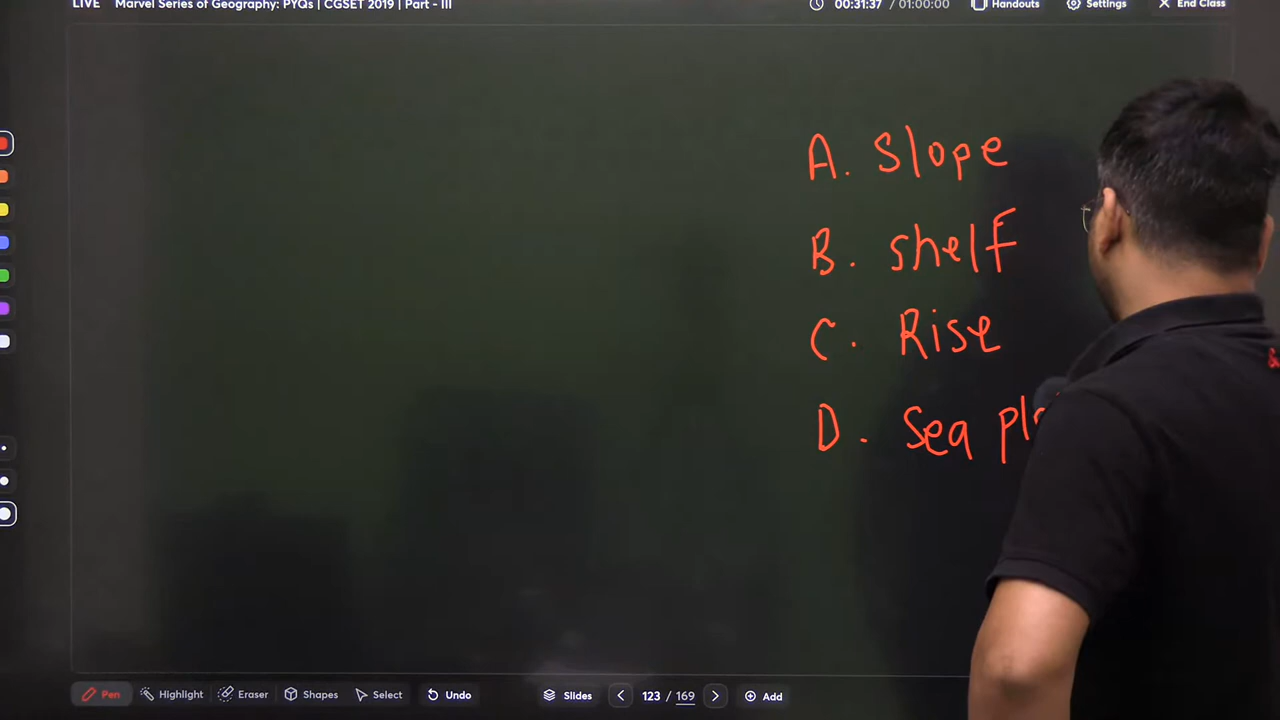 LIVE Marvel Series of Geography: PYQs | CGSET 2019 | Part - III 00:31:37 / 01:00:00 Handouts Settings End Class
A. Slope
B. shelf
C. Rise
D. Sea
Pen Highlight Eraser Shapes Select Undo Slides 123 / 169 Add